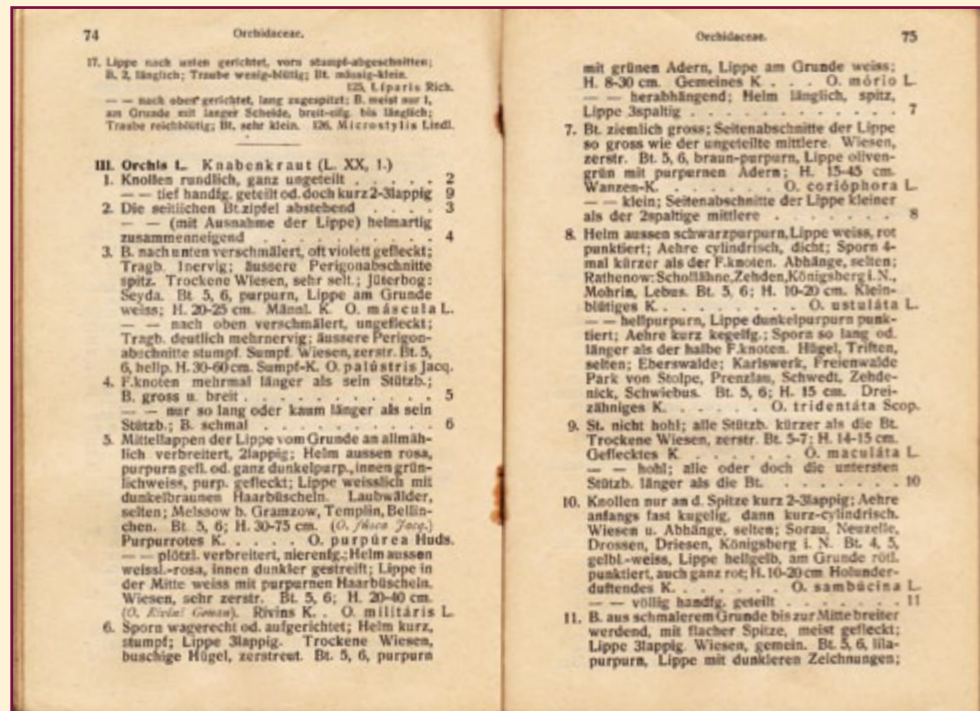 74
Orchidaceae.
17. Lippe nach unten gerichtet, vorn stumpf-abgeschnitten;
B. 2, länglich; Traube wenig-blütig; Bt. mässig-klein.
125. Liparis Rich.
— — nach oben gerichtet, lang zugespitzt; B. meist nur 1,
am Grunde mit langer Scheide, breit-eifg. bis länglich;
Traube reichblütig; Bt. sehr klein. 126. Microstylis Lindl.
III. Orchis L. Knabenkraut (L. XX, 1.)
1. Knollen rundlich, ganz ungeteilt . . . . . 2
— — tief handfg. geteilt od. doch kurz 2-3lappig 9
2. Die seitlichen Bt.zipfel abstehend . . . . 3
— — (mit Ausnahme der Lippe) helmartig
zusammenneigend . . . . . . . . . . . 4
3. B. nach unten verschmälert, oft violett gefleckt;
Tragb. 1nervig; äussere Perigonabschnitte
spitz. Trockene Wiesen, sehr selt.; Jüterbog:
Seyda. Bt. 5, 6, purpurn, Lippe am Grunde
weiss; H. 20-25 cm. Männl. K. O. máscula L.
— — nach oben verschmälert, ungefleckt;
Tragb. deutlich mehrnervig; äussere Perigon-
abschnitte stumpf. Sumpf. Wiesen, zerstr. Bt. 5,
6, hellp. H. 30-60 cm. Sumpf-K. O. palústris Jacq.
4. F.knoten mehrmal länger als sein Stützb.;
B. gross u. breit . . . . . . . . . . . 5
— — nur so lang oder kaum länger als sein
Stützb.; B. schmal . . . . . . . . . . 6
5. Mittellappen der Lippe vom Grunde an allmäh-
lich verbreitet, 2lappig; Helm aussen rosa,
purpurn gefl. od. ganz dunkelpurp., innen grün-
lichweiss, purp. gefleckt; Lippe weisslich mit
dunkelbraunen Haarbüscheln. Laubwälder,
selten; Melssow b. Gramzow, Templin, Bellin-
chen. Bt. 5, 6; H. 30-75 cm. (O. fusca Jacq.)
Purpurrotes K. . . . . O. purpúrea Huds.
— — plötzl. verbreitet, nierenfg.; Helm aussen
weissl.-rosa, innen dunkler gestreift; Lippe in
der Mitte weiss mit purpurnen Haarbüscheln.
Wiesen, sehr zerstr. Bt. 5, 6; H. 20-40 cm.
(O. Rivini Gouan). Rivins K. . O. militáris L.
6. Sporn wagerecht od. aufgerichtet; Helm kurz,
stumpf; Lippe 3lappig. Trockene Wiesen,
buschige Hügel, zerstreut. Bt. 5, 6, purpurn
Orchidaceae.
75
mit grünen Adern, Lippe am Grunde weiss;
H. 8-30 cm. Gemeines K . . . O. mório L.
— — herabhängend; Helm länglich, spitz,
Lippe 3spaltig . . . . . . . . . . . . 7
7. Bt. ziemlich gross; Seitenabschnitte der Lippe
so gross wie der ungeteilte mittlere. Wiesen,
zerstr. Bt. 5, 6, braun-purpurn, Lippe oliven-
grün mit purpurnen Adern; H. 15-45 cm.
Wanzen-K. . . . . . . O. corióphora L.
— — klein; Seitenabschnitte der Lippe kleiner
als der 2spaltige mittlere . . . . . . . 8
8. Helm aussen schwarzpurpurn, Lippe weiss, rot
punktiert; Aehre cylindrisch, dicht; Sporn 4-
mal kürzer als der F.knoten. Abhänge, selten;
Rathenow: Schollähne, Zehden, Königsberg i. N.,
Mohrin, Lebus. Bt. 5, 6; H. 10-20 cm. Klein-
blütiges K. . . . . . . . O. ustuláta L.
— — hellpurpurn, Lippe dunkelpurpurn punk-
tiert; Aehre kurz kegelfg.; Sporn so lang od.
länger als der halbe F.knoten. Hügel, Triften,
selten; Eberswalde: Karlswerk, Freienwalde
Park von Stolpe, Prenzlau, Schwedt, Zehde-
nick, Schwiebus. Bt. 5, 6; H. 15 cm. Drei-
zähniges K. . . . . . O. tridentáta Scop.
9. St. nicht hohl; alle Stützb. kürzer als die Bt.
Trockene Wiesen, zerstr. Bt. 5-7; H. 14-15 cm.
Geflecktes K. . . . . . . O. maculáta L.
— — hohl; alle oder doch die untersten
Stützb. länger als die Bt. . . . . . . . 10
10. Knollen nur an d. Spitze kurz 2-3lappig; Aehre
anfangs fast kugelig, dann kurz-cylindrisch.
Wiesen u. Abhänge, selten; Sorau, Neuzelle,
Drossen, Driesen, Königsberg i. N. Bt. 4, 5,
gelbl.-weiss, Lippe hellgelb, am Grunde rötl.
punktiert, auch ganz rot; H. 10-20 cm Holunder-
duftendes K. . . . . . O. sambúcina L.
— — völlig handfg. geteilt . . . . . . . 11
11. B. aus schmalerem Grunde bis zur Mitte breiter
werdend, mit flacher Spitze, meist gefleckt;
Lippe 3lappig. Wiesen, gemein. Bt. 5, 6, lila-
purpurn, Lippe mit dunkleren Zeichnungen;